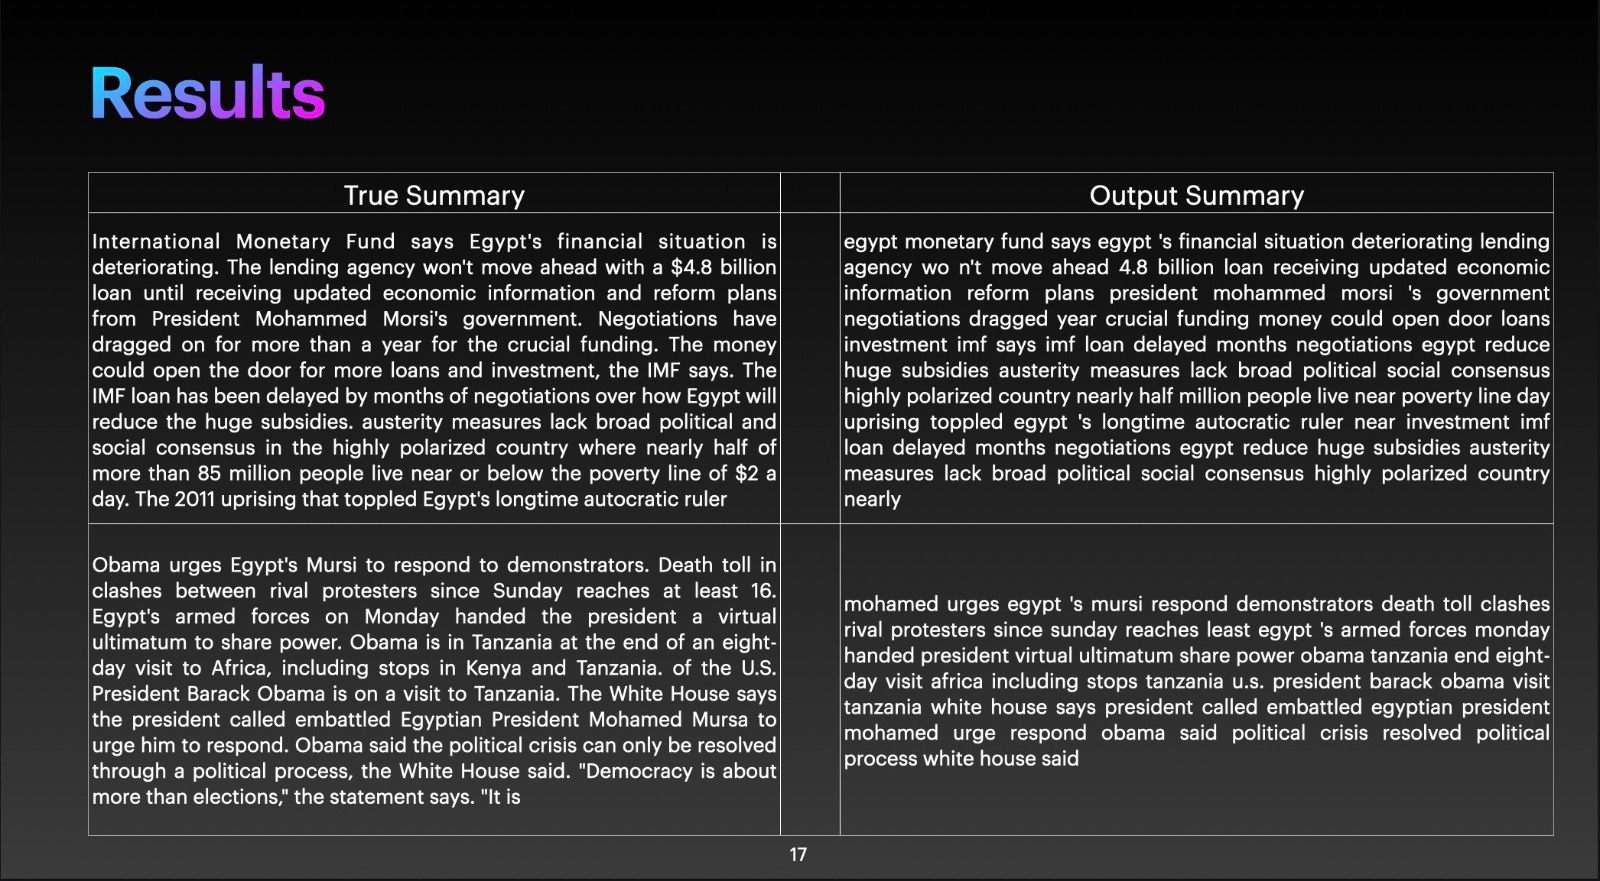 Results
True Summary
Output Summary
International Monetary Fund says Egypt's financial situation is
deteriorating. The lending agency won't move ahead with a $4.8 billion
loan until receiving updated economic information and reform plans
from President Mohammed Morsi's government. Negotiations have
dragged on for more than a year for the crucial funding. The money
could open the door for more loans and investment, the IMF says. The
IMF loan has been delayed by months of negotiations over how Egypt will
reduce the huge subsidies. austerity measures lack broad political and
social consensus in the highly polarized country where nearly half of
more than 85 million people live near or below the poverty line of $2 a
day. The 2011 uprising that toppled Egypt's longtime autocratic ruler
egypt monetary fund says egypt 's financial situation deteriorating lending
agency wo n't move ahead 4.8 billion loan receiving updated economic
information reform plans president mohammed morsi 's government
negotiations dragged year crucial funding money could open door loans
investment imf says imf loan delayed months negotiations egypt reduce
huge subsidies austerity measures lack broad political social consensus
highly polarized country nearly half million people live near poverty line day
uprising toppled egypt 's longtime autocratic ruler near investment imf
loan delayed months negotiations egypt reduce huge subsidies austerity
measures lack broad political social consensus highly polarized country
nearly
Obama urges Egypt's Mursi to respond to demonstrators. Death toll in
clashes between rival protesters since Sunday reaches at least 16.
Egypt's armed forces on Monday handed the president a virtual
ultimatum to share power. Obama is in Tanzania at the end of an eight-
day visit to Africa, including stops in Kenya and Tanzania. of the U.S.
President Barack Obama is on a visit to Tanzania. The White House says
the president called embattled Egyptian President Mohamed Mursa to
urge him to respond. Obama said the political crisis can only be resolved
through a political process, the White House said. "Democracy is about
more than elections," the statement says. "It is
mohamed urges egypt 's mursi respond demonstrators death toll clashes
rival protesters since sunday reaches least egypt 's armed forces monday
handed president virtual ultimatum share power obama tanzania end eight-
day visit africa including stops tanzania u.s. president barack obama visit
tanzania white house says president called embattled egyptian president
mohamed urge respond obama said political crisis resolved political
process white house said
17